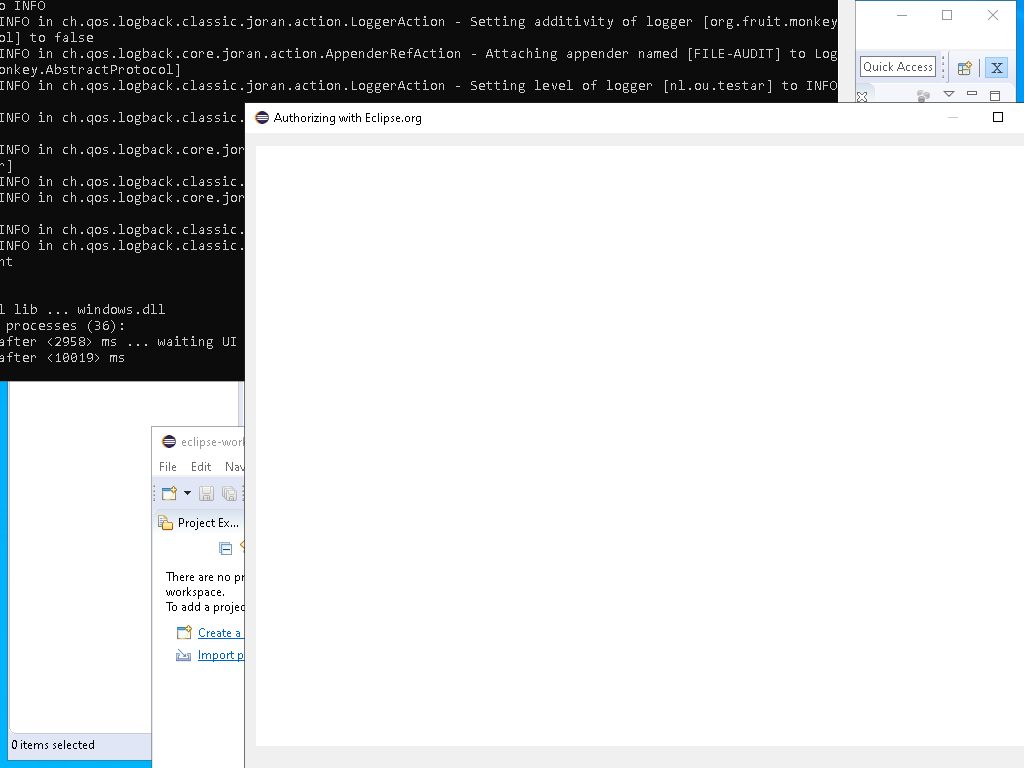 o INFO
INFO in ch.qos.logback.classic.joran.action.LoggerAction - Setting additivity of logger [org.fruit.monkey
ol] to false
INFO in ch.qos.logback.core.joran.action.AppenderRefAction - Attaching appender named [FILE-AUDIT] to Log
onkey.AbstractProtocol]
INFO in ch.qos.logback.classic.joran.action.LoggerAction - Setting level of logger [nl.ou.testar] to INFO
INFO in ch.qos.logback.classic.
INFO in ch.qos.logback.core.jor
r]
INFO in ch.qos.logback.classic.
INFO in ch.qos.logback.core.jor
INFO in ch.qos.logback.classic.
INFO in ch.qos.logback.classic.
nt
l lib ... windows.dll
processes (36):
after <2958> ms ... waiting UI
after <10019> ms
Quick Access
Authorizing with Eclipse.org
eclipse-work
File Edit Nav
Project Ex...
There are no pr
workspace.
To add a projec
Create a
Import p
0 items selected